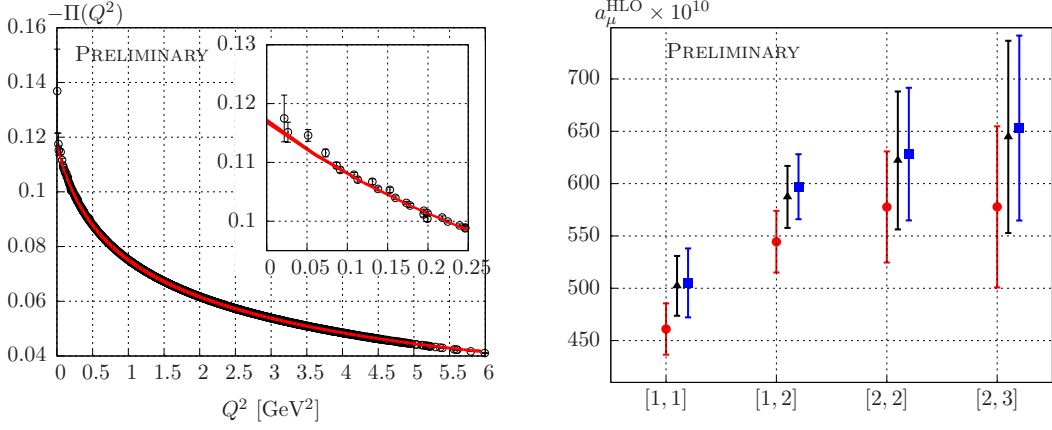 −Π(Q²)
PRELIMINARY
0.16
0.14
0.12
0.1
0.08
0.06
0.04
0 0.5 1 1.5 2 2.5 3 3.5 4 4.5 5 5.5 6
Q² [GeV²]
0.13
0.12
0.11
0.1
0 0.05 0.1 0.15 0.2 0.25
a_μ^HLO × 10^10
PRELIMINARY
700
650
600
550
500
450
[1, 1] [1, 2] [2, 2] [2, 3]